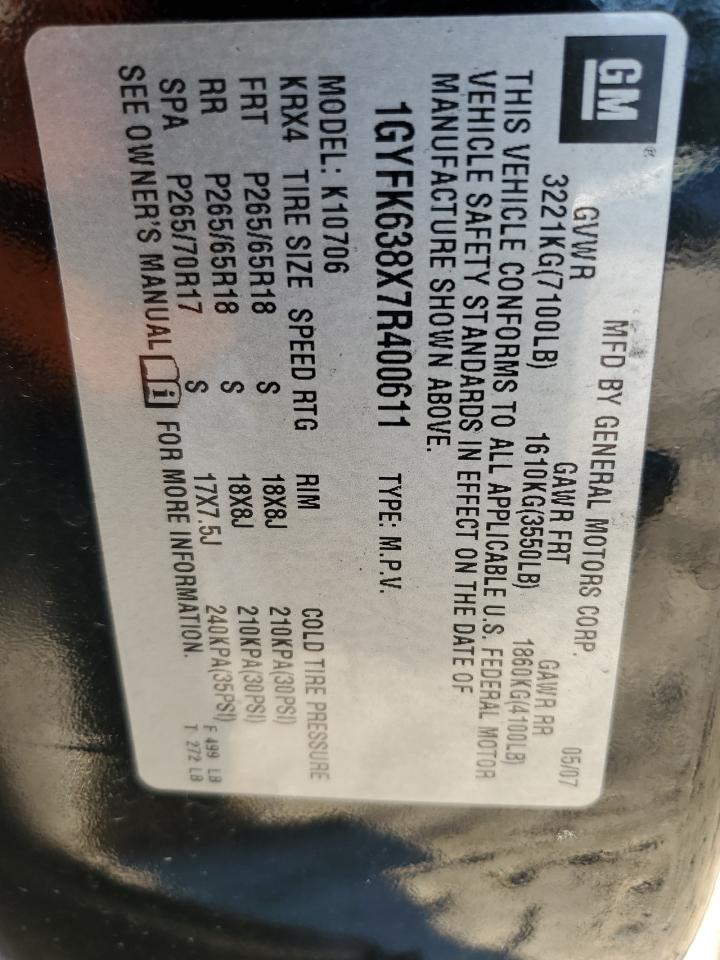 GM ®
MFD BY GENERAL MOTORS CORP. 05/07
GVWR GAWR FRT GAWR RR
3221KG(7100LB) 1610KG(3550LB) 1860KG(4100LB)
THIS VEHICLE CONFORMS TO ALL APPLICABLE U.S. FEDERAL MOTOR
VEHICLE SAFETY STANDARDS IN EFFECT ON THE DATE OF
MANUFACTURE SHOWN ABOVE.
1GYFK638X7R400611 TYPE: M.P.V.
MODEL: K10706
KRX4 TIRE SIZE SPEED RTG RIM COLD TIRE PRESSURE
FRT P265/65R18 S 18X8J 210KPA(30PSI)
RR P265/65R18 S 18X8J 210KPA(30PSI)
SPA P265/70R17 S 17X7.5J 240KPA(35PSI)
SEE OWNER'S MANUAL i FOR MORE INFORMATION.
F 499 LB
T 272 LB